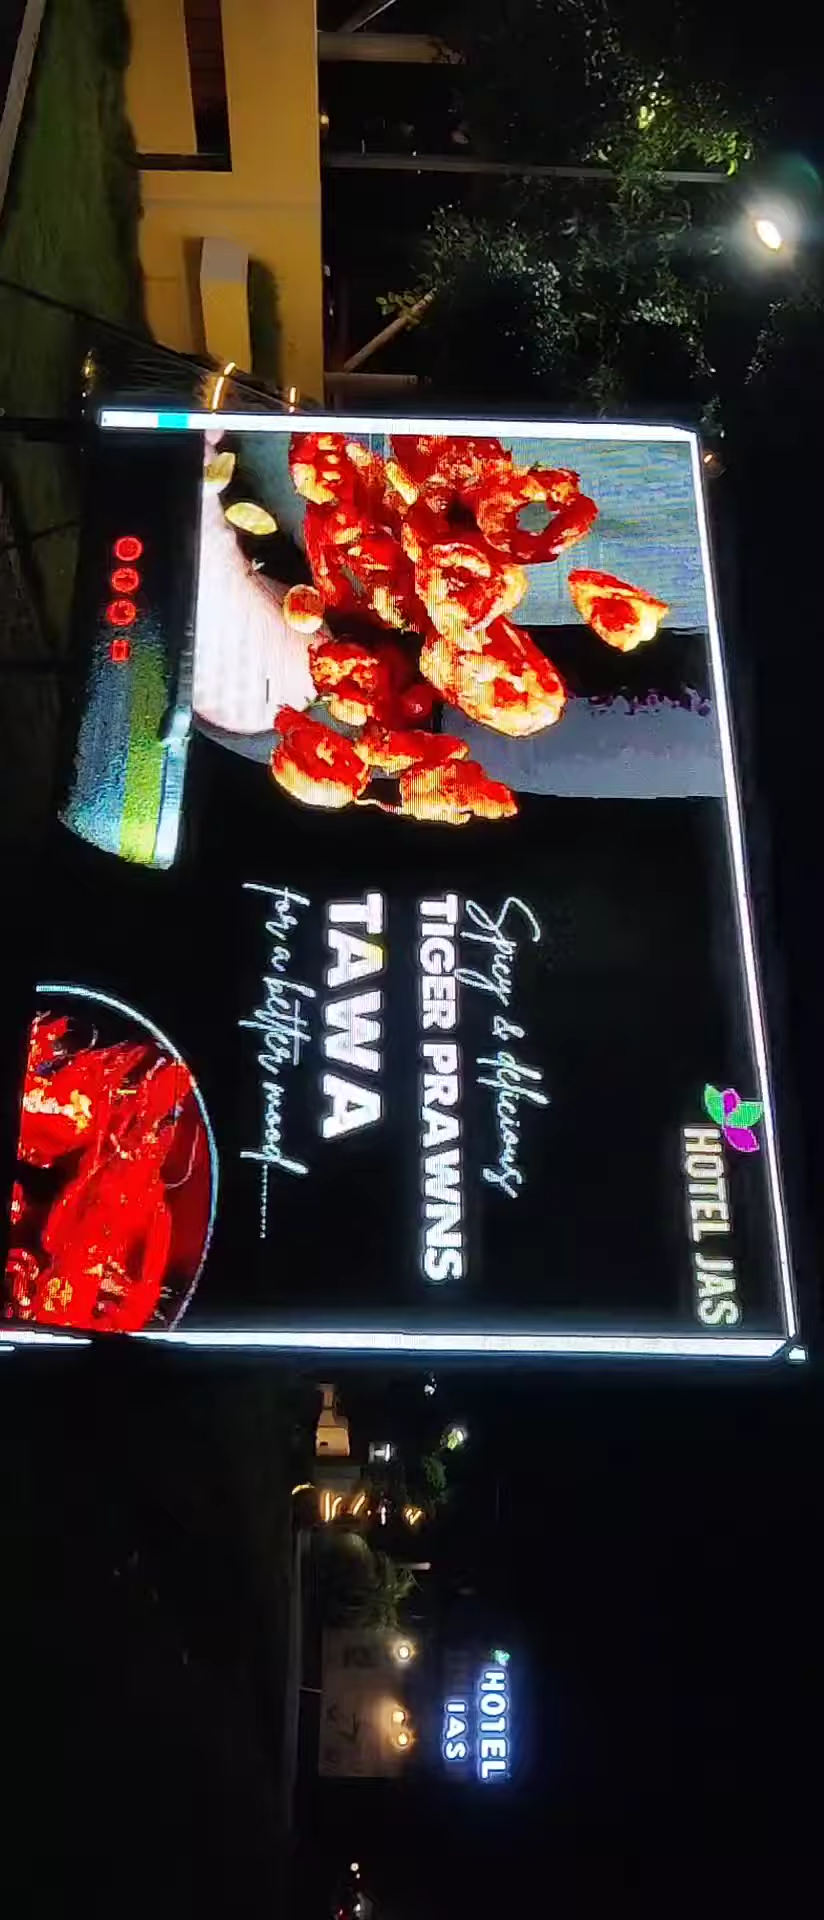 HOTEL JAS
Spicy & delicious
TIGER PRAWNS
TAWA
for a better mood........
HOTEL
JAS